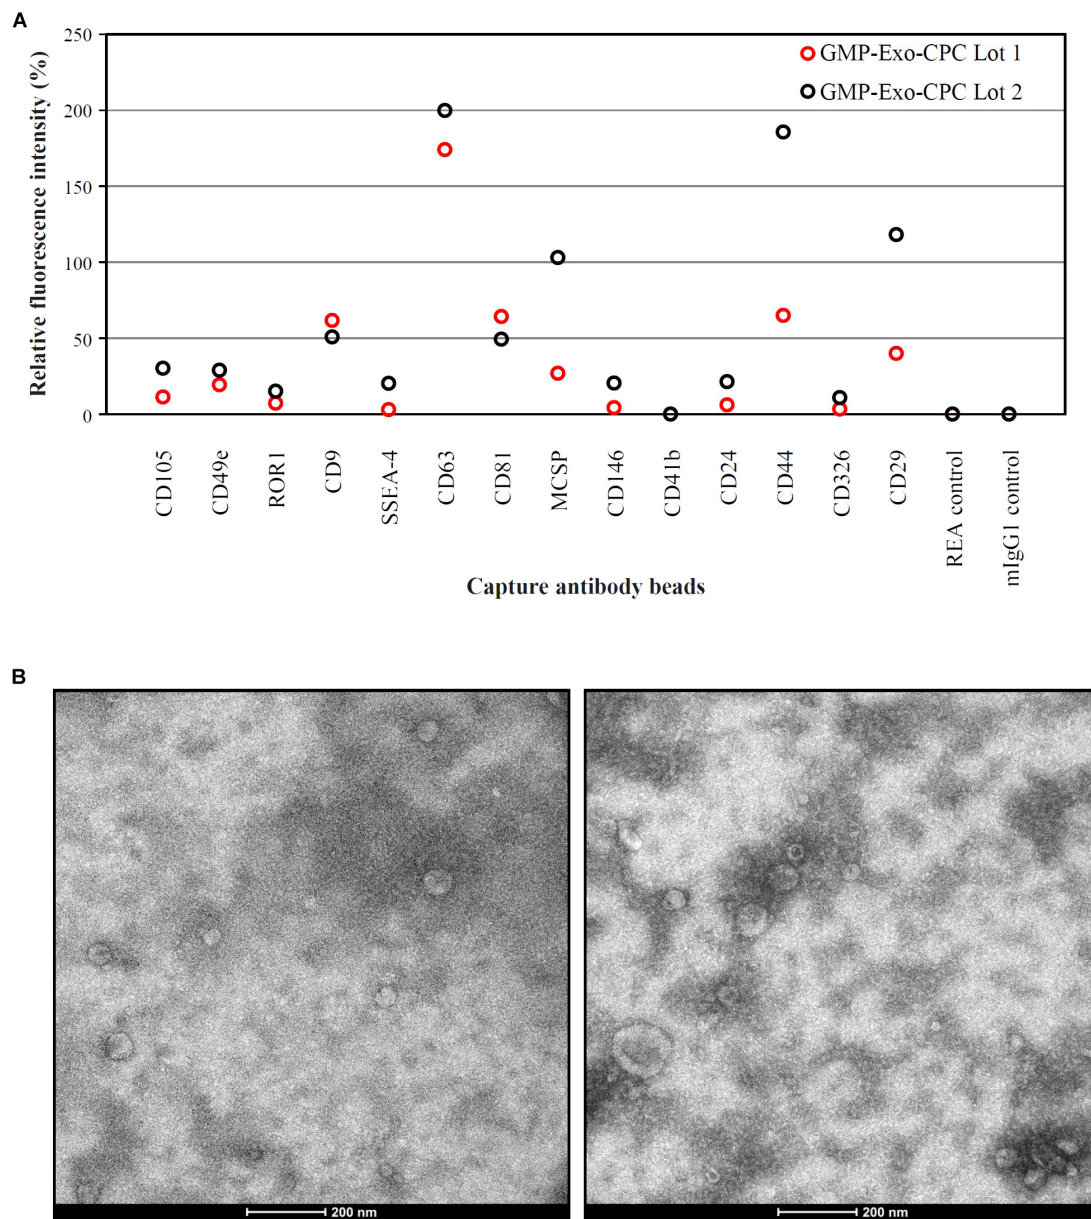 A
250
200
150
100
50
0
Relative fluorescence intensity (%)
GMP-Exo-CPC Lot 1
GMP-Exo-CPC Lot 2
CD105
CD49e
ROR1
CD9
SSEA-4
CD63
CD81
MCSP
CD146
CD41b
CD24
CD44
CD326
CD29
REA control
mIgG1 control
Capture antibody beads
B
200 nm
200 nm